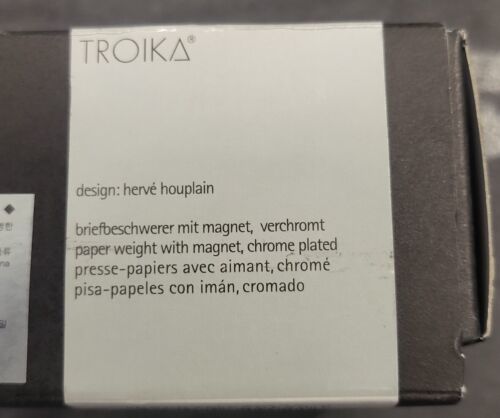 TROIKA®
design: hervé houplain
briefbeschwerer mit magnet, verchromt
paper weight with magnet, chrome plated
presse-papiers avec aimant, chromé
pisa-papeles con imán, cromado